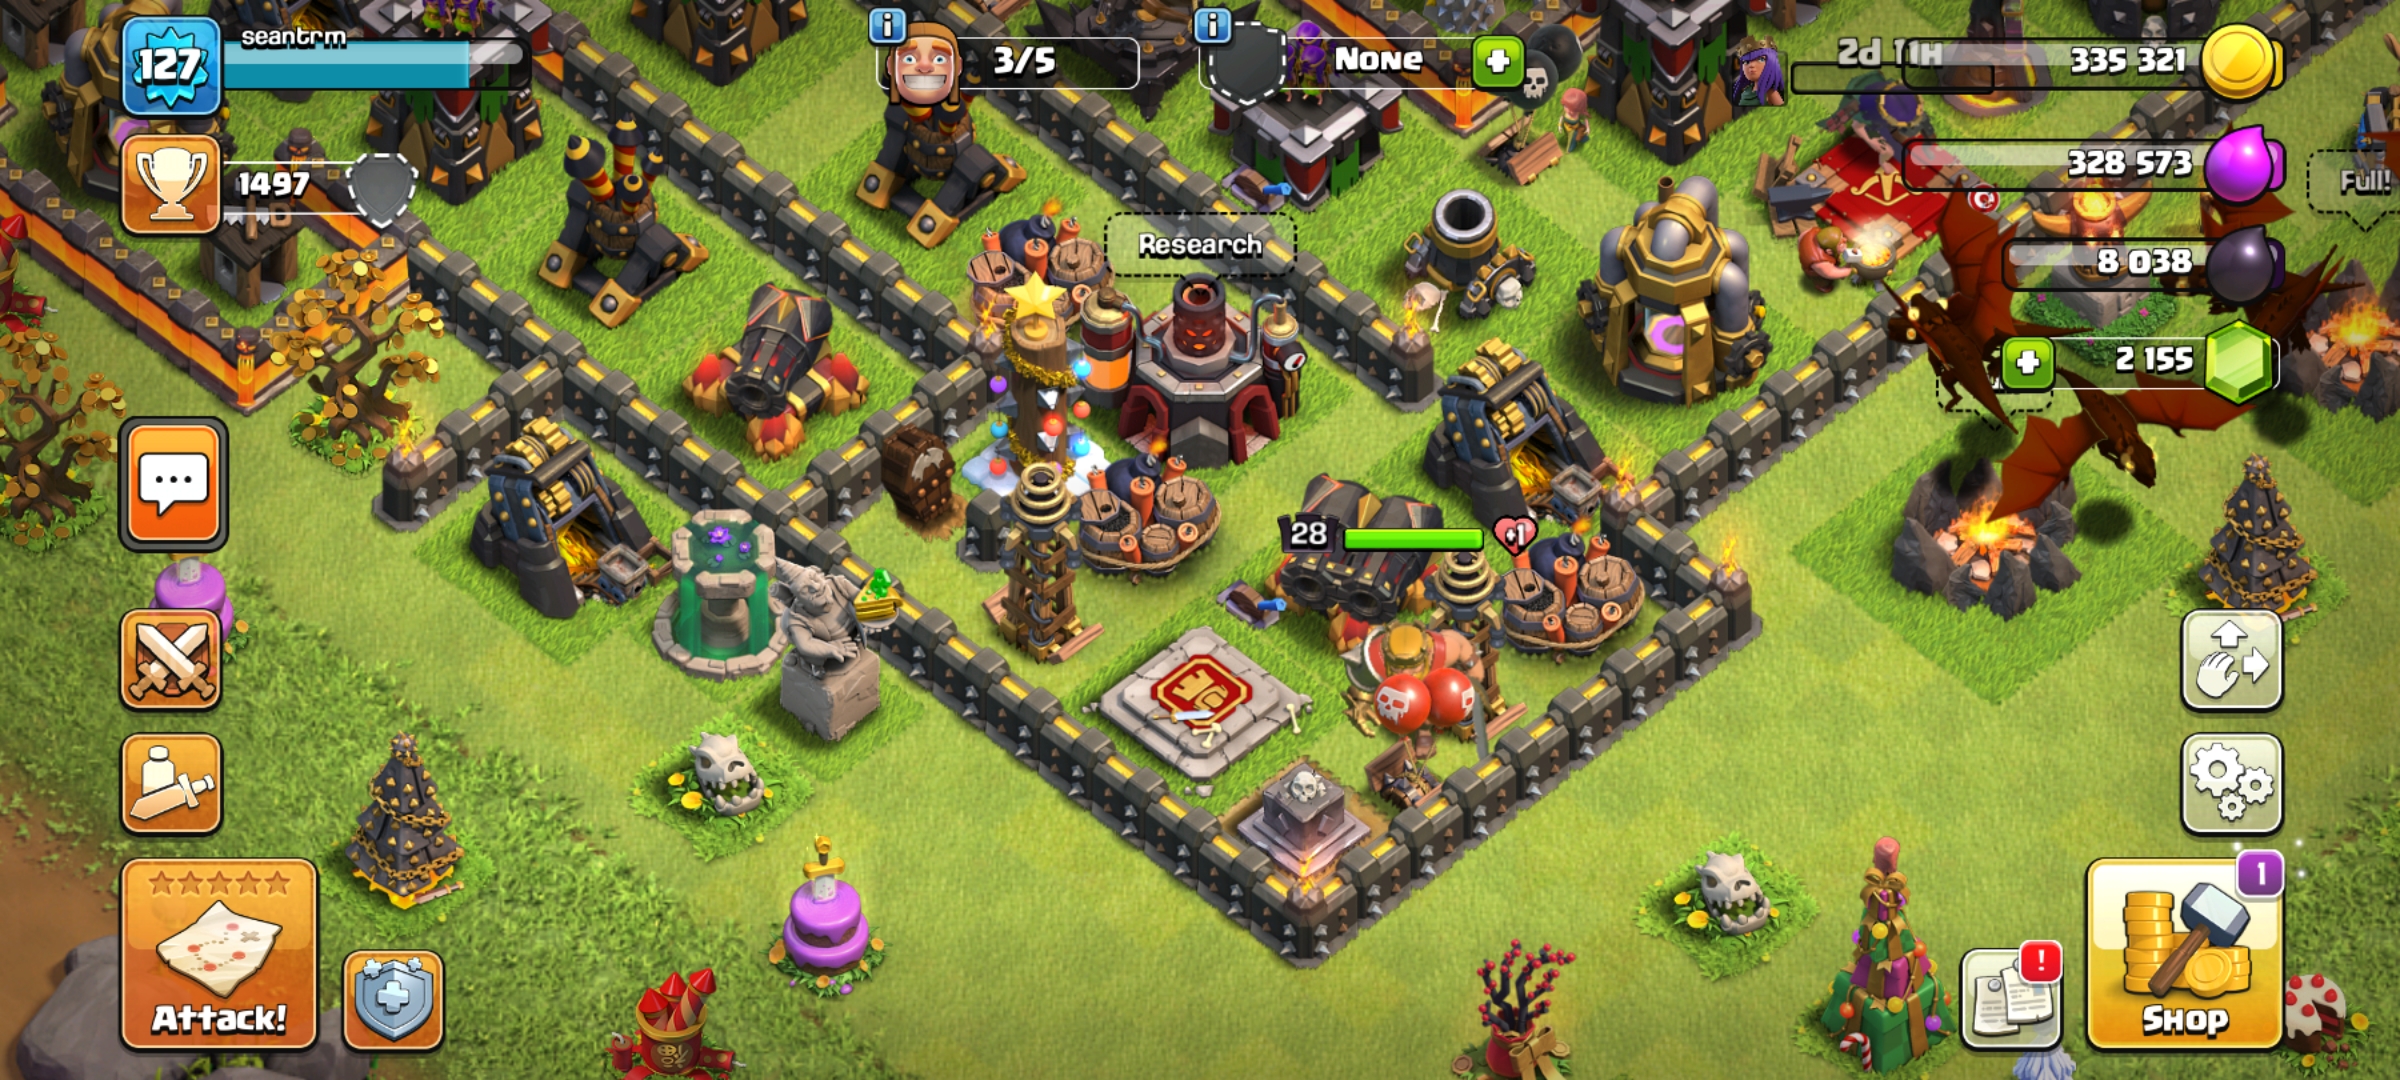 seantrm
127
3/5
None
2d 11H
335 321
1497
328 573
Full!
Research
8 038
2 155
28
+1
1
Attack!
!
Shop